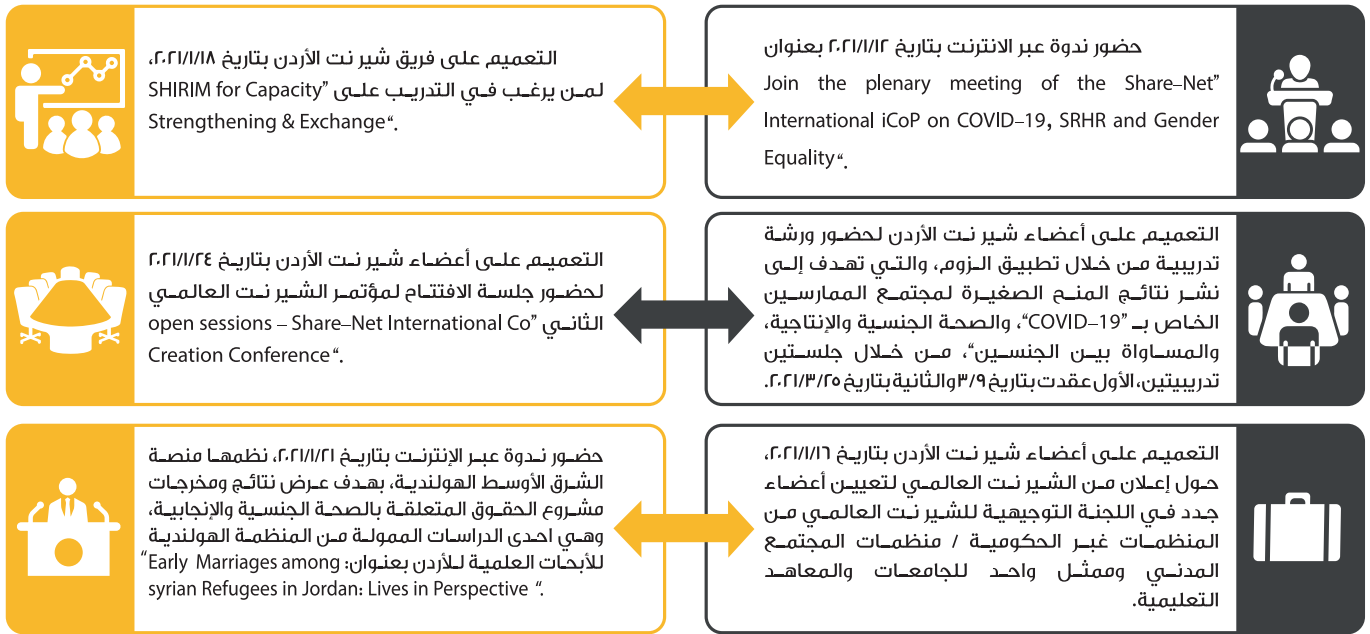 حضور ندوة عبر الانترنت بتاريخ ٢٠٢١/١/١٢ بعنوان
Join the plenary meeting of the Share–Net”
International iCoP on COVID–19, SRHR and Gender
Equality“.
التعميم على فريق شير نت الأردن بتاريخ ٢٠٢١/١/١٨،
لمن يرغب في التدريب على ”SHIRIM for Capacity
Strengthening & Exchange“.
التعميم على أعضاء شير نت الأردن لحضور ورشة
تدريبية من خلال تطبيق الزوم، والتي تهدف إلى
نشر نتائج المنح الصغيرة لمجتمع الممارسين
الخاص بـ ”COVID–19“، والصحة الجنسية والإنتاجية،
والمساواة بين الجنسين“، من خلال جلستين
تدريبيتين، الأول عقدت بتاريخ ٣/٩ والثانية بتاريخ ٢٠٢١/٣/٢٥.
التعميم على أعضاء شير نت الأردن بتاريخ ٢٠٢١/١/٢٤
لحضور جلسة الافتتاح لمؤتمر الشير نت العالمي
الثاني ”open sessions – Share–Net International Co
Creation Conference“.
التعميم على أعضاء شير نت الأردن بتاريخ ٢٠٢١/١/١٦،
حول إعلان من الشير نت العالمي لتعيين أعضاء
جدد في اللجنة التوجيهية للشير نت العالمي من
المنظمات غبر الحكومية / منظمات المجتمع
المدني وممثل واحد للجامعات والمعاهد
التعليمية.
حضور ندوة عبر الإنترنت بتاريخ ٢٠٢١/١/٢١، نظمها منصة
الشرق الأوسط الهولندية، بهدف عرض نتائج ومخرجات
مشروع الحقوق المتعلقة بالصحة الجنسية والإنجابية،
وهي احدى الدراسات الممولة من المنظمة الهولندية
للأبحات العلمية للأردن بعنوان: Early Marriages among“
syrian Refugees in Jordan: Lives in Perspective “.